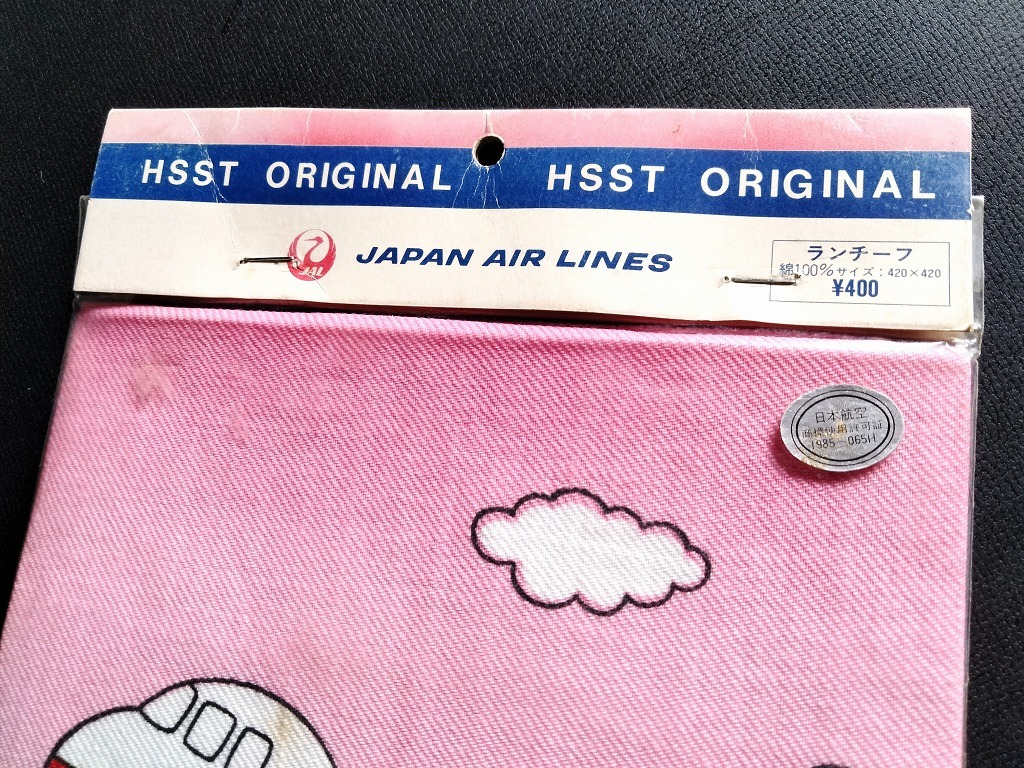 HSST ORIGINAL HSST ORIGINAL
JAL JAPAN AIR LINES
ランチーフ
綿100%サイズ:420×420
¥400
日本航空
商標使用許可証
1985-065H